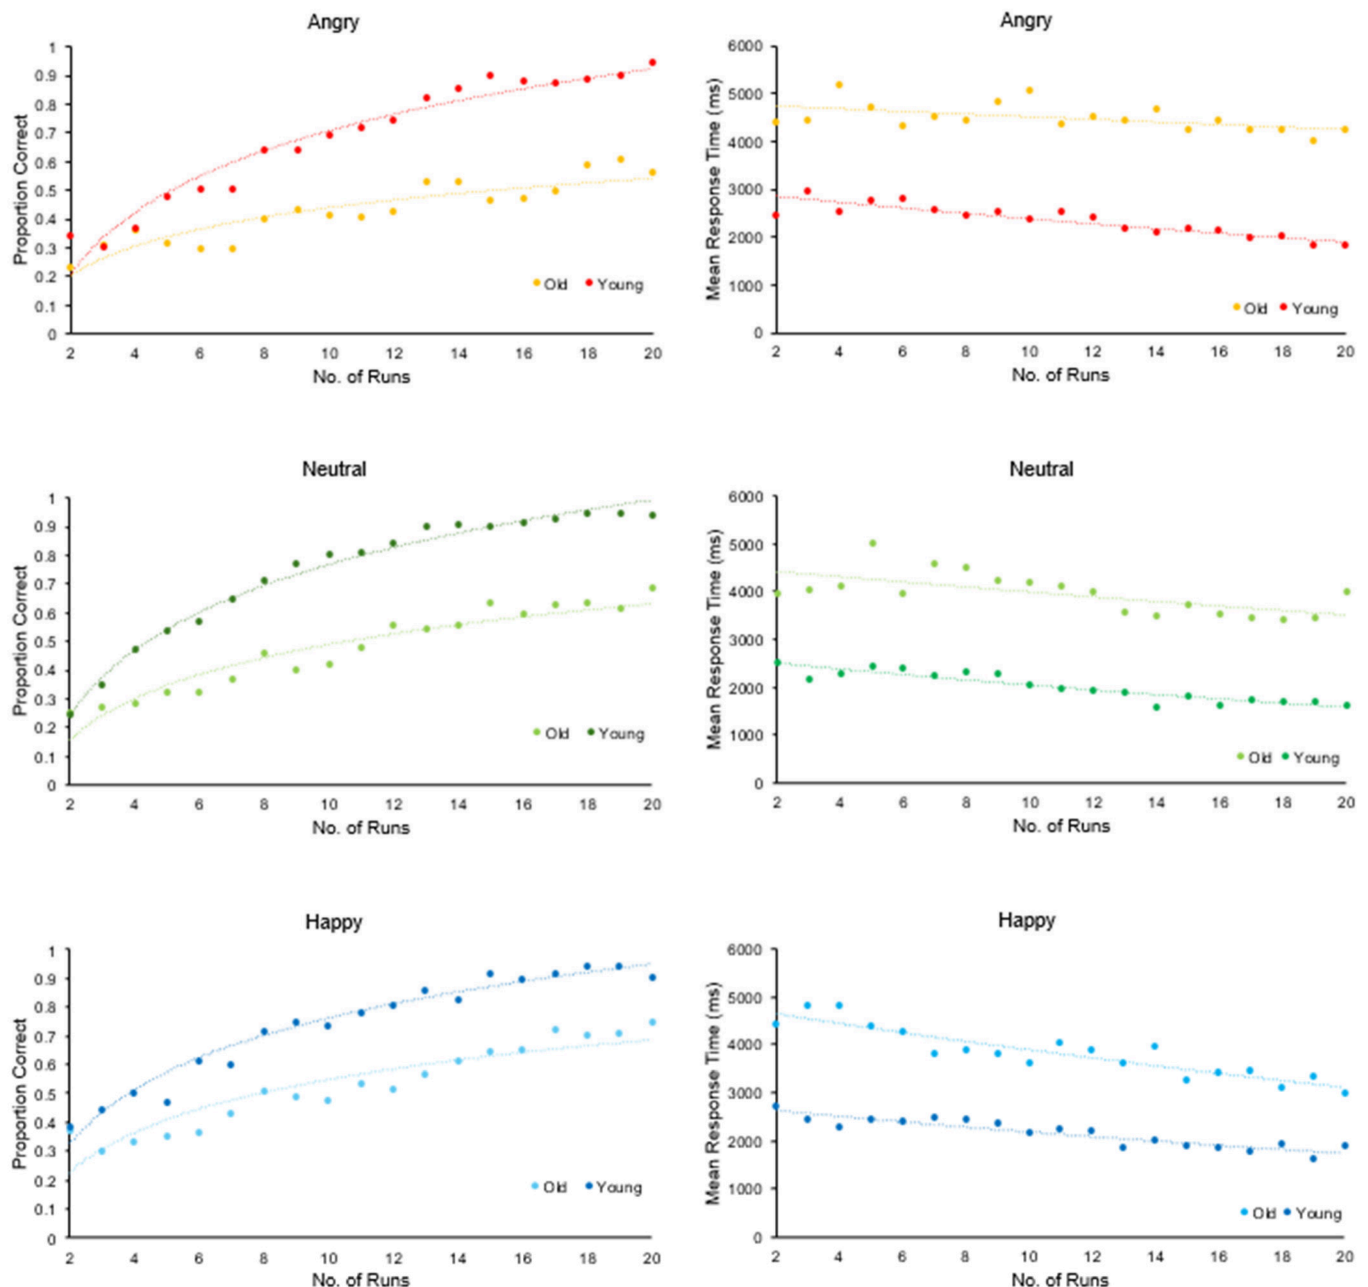 Angry
Proportion Correct
1
0.9
0.8
0.7
0.6
0.5
0.4
0.3
0.2
0.1
0
Old Young
2 4 6 8 10 12 14 16 18 20
No. of Runs
Angry
Mean Response Time (ms)
6000
5000
4000
3000
2000
1000
0
Old Young
2 4 6 8 10 12 14 16 18 20
No. of Runs
Neutral
Proportion Correct
1
0.9
0.8
0.7
0.6
0.5
0.4
0.3
0.2
0.1
0
Old Young
2 4 6 8 10 12 14 16 18 20
No. of Runs
Neutral
Mean Response Time (ms)
6000
5000
4000
3000
2000
1000
0
Old Young
2 4 6 8 10 12 14 16 18 20
No. of Runs
Happy
Proportion Correct
1
0.9
0.8
0.7
0.6
0.5
0.4
0.3
0.2
0.1
0
Old Young
2 4 6 8 10 12 14 16 18 20
No. of Runs
Happy
Mean Response Time (ms)
6000
5000
4000
3000
2000
1000
0
Old Young
2 4 6 8 10 12 14 16 18 20
No. of Runs